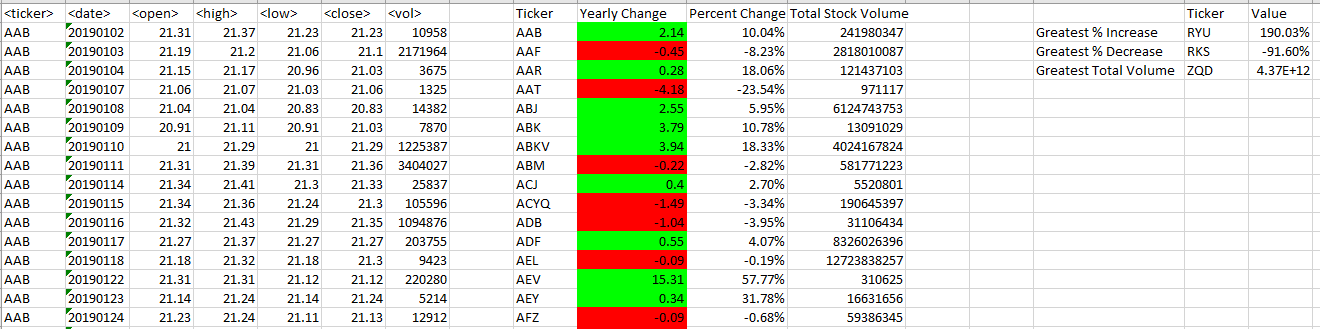 <ticker> <date> <open> <high> <low> <close> <vol> Ticker Yearly Change Percent Change Total Stock Volume Ticker Value
AAB 20190102 21.31 21.37 21.23 21.23 10958 AAB 2.14 10.04% 241980347 Greatest % Increase RYU 190.03%
AAB 20190103 21.19 21.2 21.06 21.1 2171964 AAF -0.45 -8.23% 2818010087 Greatest % Decrease RKS -91.60%
AAB 20190104 21.15 21.17 20.96 21.03 3675 AAR 0.28 18.06% 121437103 Greatest Total Volume ZQD 4.37E+12
AAB 20190107 21.06 21.07 21.03 21.06 1325 AAT -4.18 -23.54% 971117
AAB 20190108 21.04 21.04 20.83 20.83 14382 ABJ 2.55 5.95% 6124743753
AAB 20190109 20.91 21.11 20.91 21.03 7870 ABK 3.79 10.78% 13091029
AAB 20190110 21 21.29 21 21.29 1225387 ABKV 3.94 18.33% 4024167824
AAB 20190111 21.31 21.39 21.31 21.36 3404027 ABM -0.22 -2.82% 581771223
AAB 20190114 21.34 21.41 21.3 21.33 25837 ACJ 0.4 2.70% 5520801
AAB 20190115 21.34 21.36 21.24 21.3 105596 ACYQ -1.49 -3.34% 190645397
AAB 20190116 21.32 21.43 21.29 21.35 1094876 ADB -1.04 -3.95% 31106434
AAB 20190117 21.27 21.37 21.27 21.27 203755 ADF 0.55 4.07% 8326026396
AAB 20190118 21.18 21.32 21.18 21.3 9423 AEL -0.09 -0.19% 12723838257
AAB 20190122 21.31 21.31 21.12 21.12 220280 AEV 15.31 57.77% 310625
AAB 20190123 21.14 21.24 21.14 21.24 5214 AEY 0.34 31.78% 16631656
AAB 20190124 21.23 21.24 21.11 21.13 12912 AFZ -0.09 -0.68% 59386345